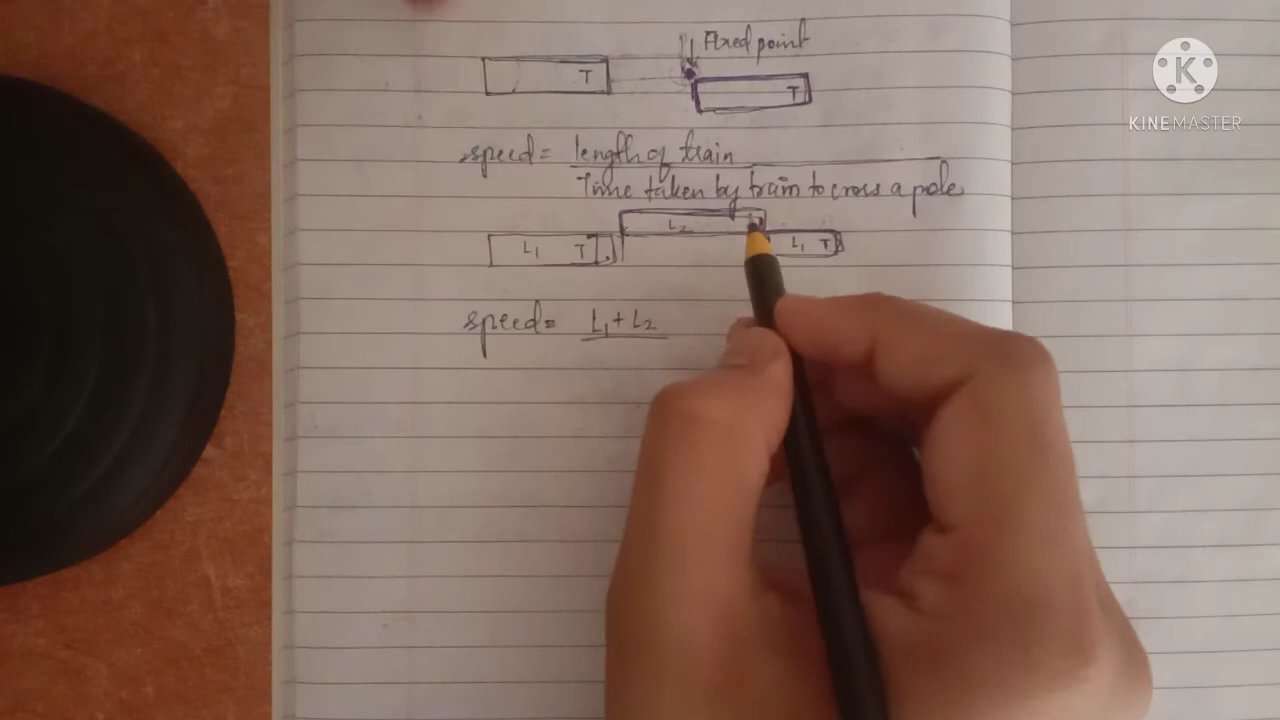 Fixed point
T
T
speed = length of train
Time taken by train to cross a pole
L2
L1 T
L1 T
speed = L1 + L2
K
KINEMASTER